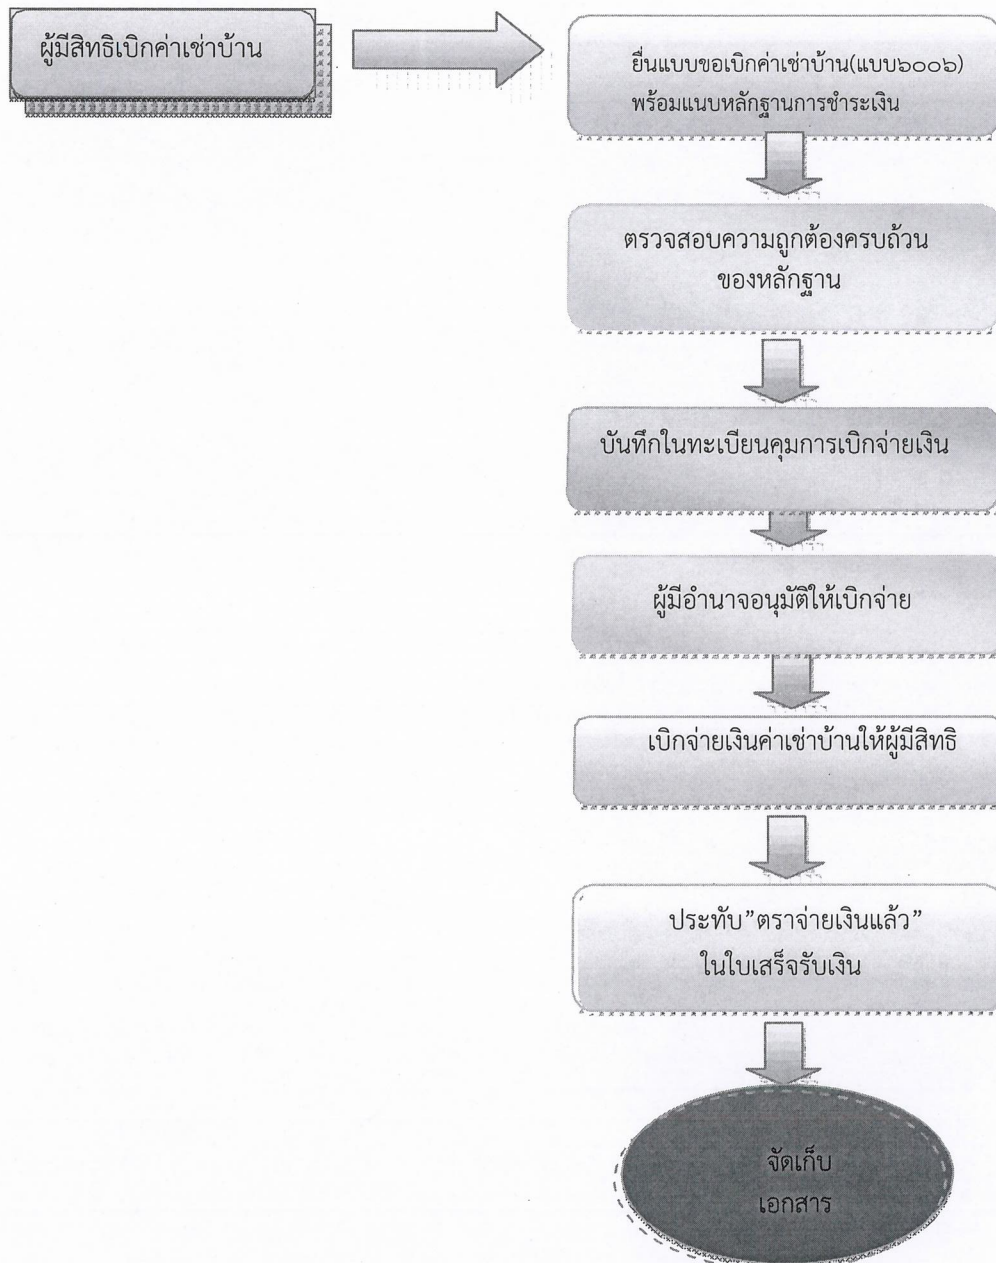 ผู้มีสิทธิเบิกค่าเช่าบ้าน
ยื่นแบบขอเบิกค่าเช่าบ้าน(แบบ๖๐๐๖)
พร้อมแนบหลักฐานการชำระเงิน
ตรวจสอบความถูกต้องครบถ้วน
ของหลักฐาน
บันทึกในทะเบียนคุมการเบิกจ่ายเงิน
ผู้มีอำนาจอนุมัติให้เบิกจ่าย
เบิกจ่ายเงินค่าเช่าบ้านให้ผู้มีสิทธิ
ประทับ”ตราจ่ายเงินแล้ว”
ในใบเสร็จรับเงิน
จัดเก็บ
เอกสาร